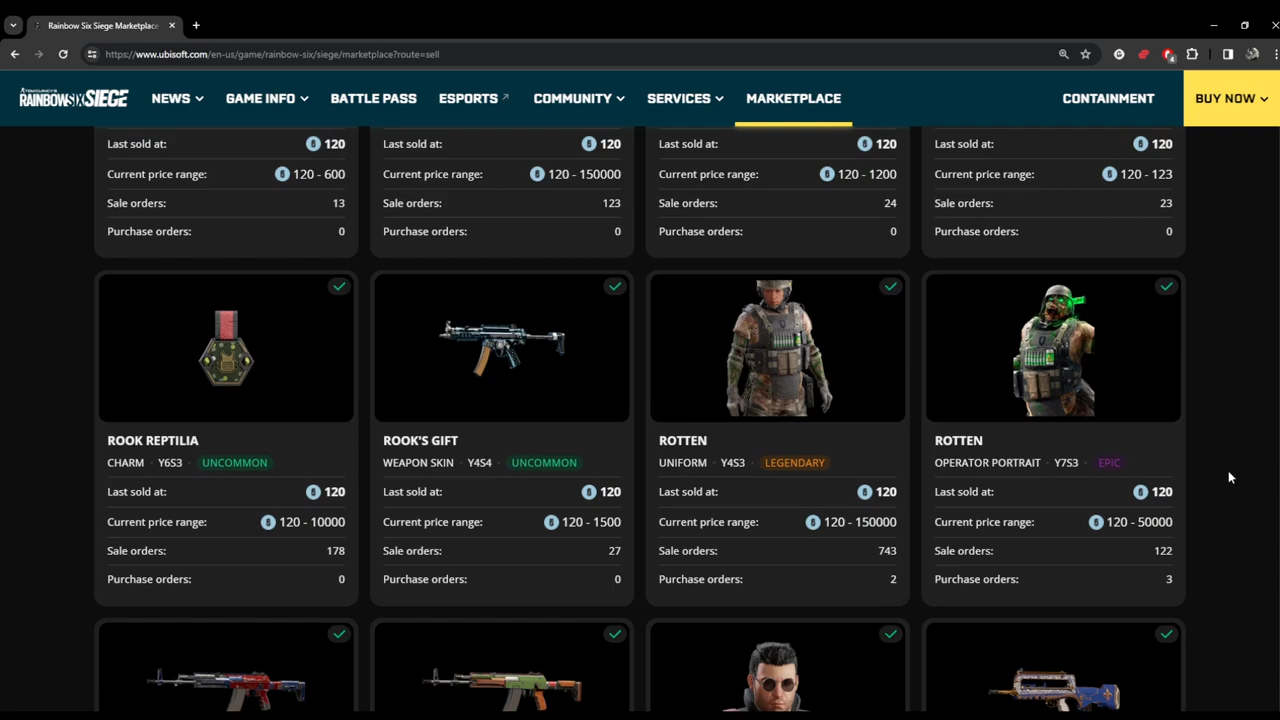 Rainbow Six Siege Marketplace
https://www.ubisoft.com/en-us/game/rainbow-six/siege/marketplace?route=sell
4
RAINBOWSIX SIEGE NEWS GAME INFO BATTLE PASS ESPORTS COMMUNITY SERVICES MARKETPLACE CONTAINMENT BUY NOW
Last sold at: 120 Last sold at: 120 Last sold at: 120 Last sold at: 120
Current price range: 120 - 600 Current price range: 120 - 150000 Current price range: 120 - 1200 Current price range: 120 - 123
Sale orders: 13 Sale orders: 123 Sale orders: 24 Sale orders: 23
Purchase orders: 0 Purchase orders: 0 Purchase orders: 0 Purchase orders: 0
ROOK REPTILIA ROOK'S GIFT ROTTEN ROTTEN
CHARM · Y6S3 · UNCOMMON WEAPON SKIN · Y4S4 · UNCOMMON UNIFORM · Y4S3 · LEGENDARY OPERATOR PORTRAIT · Y7S3 · EPIC
Last sold at: 120 Last sold at: 120 Last sold at: 120 Last sold at: 120
Current price range: 120 - 10000 Current price range: 120 - 1500 Current price range: 120 - 150000 Current price range: 120 - 50000
Sale orders: 178 Sale orders: 27 Sale orders: 743 Sale orders: 122
Purchase orders: 0 Purchase orders: 0 Purchase orders: 2 Purchase orders: 3